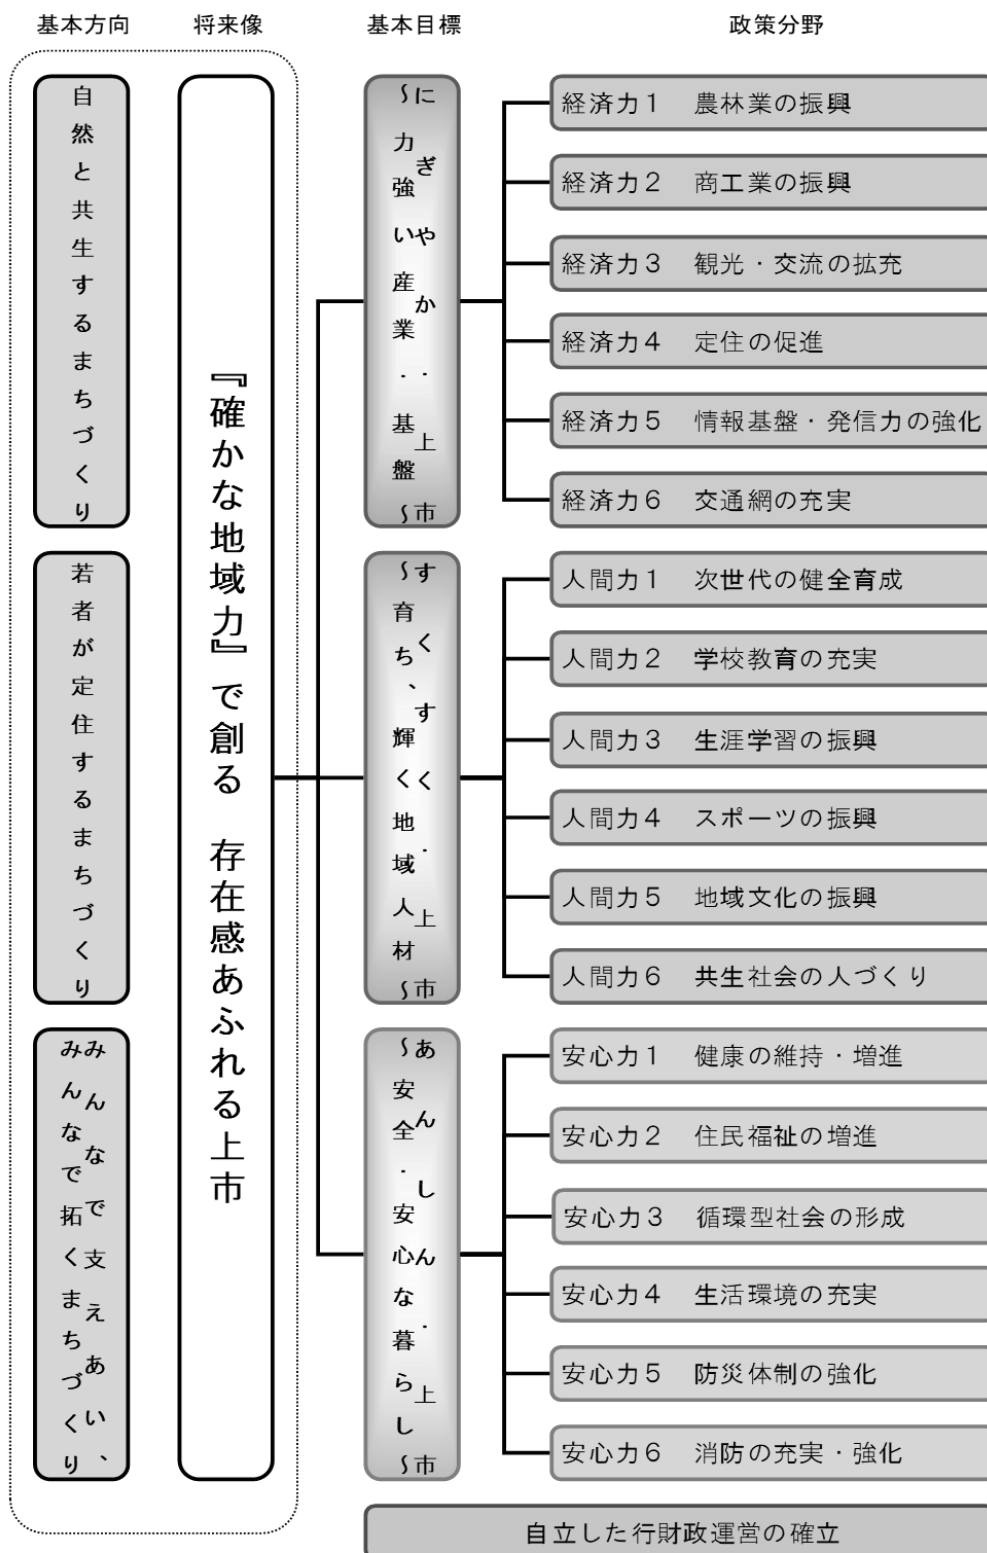 基本方向
将来像
基本目標
政策分野
自然と共生するまちづくり
若者が定住するまちづくり
みんなで支えあい、
みんなで拓くまちづくり
『確かな地域力』で創る　存在感あふれる上市
にぎやか・上市
～力強い産業・基盤～
経済力１　農林業の振興
経済力２　商工業の振興
経済力３　観光・交流の拡充
経済力４　定住の促進
経済力５　情報基盤・発信力の強化
経済力６　交通網の充実
すくすく・上市
～育ち、輝く地域人材～
人間力１　次世代の健全育成
人間力２　学校教育の充実
人間力３　生涯学習の振興
人間力４　スポーツの振興
人間力５　地域文化の振興
人間力６　共生社会の人づくり
あんしん・上市
～安全・安心な暮らし～
安心力１　健康の維持・増進
安心力２　住民福祉の増進
安心力３　循環型社会の形成
安心力４　生活環境の充実
安心力５　防災体制の強化
安心力６　消防の充実・強化
自立した行財政運営の確立